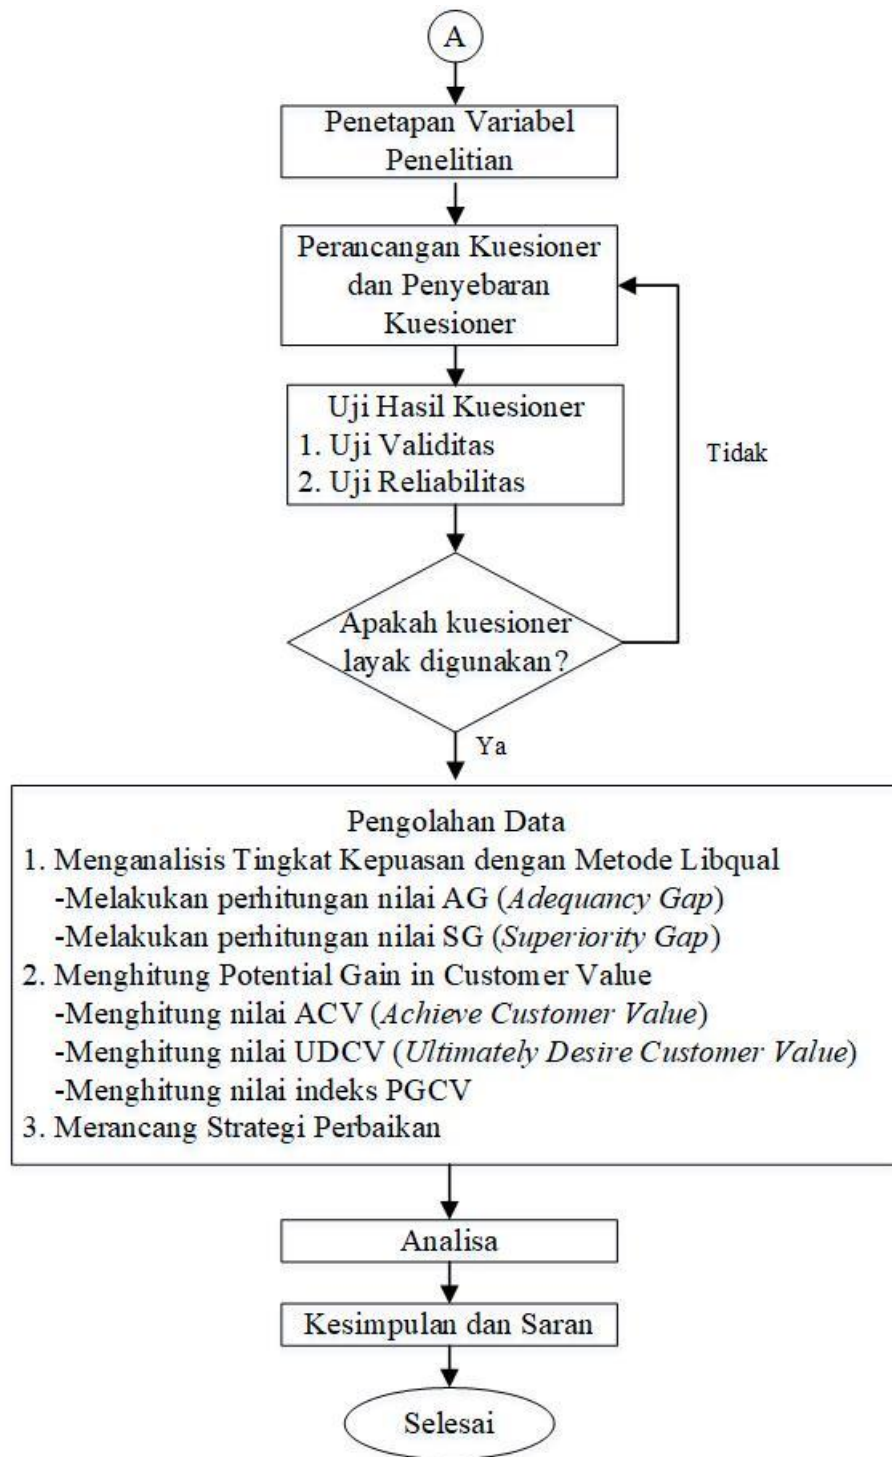 A
Penetapan Variabel
Penelitian
Perancangan Kuesioner
dan Penyebaran
Kuesioner
Uji Hasil Kuesioner
1. Uji Validitas
2. Uji Reliabilitas
Tidak
Apakah kuesioner
layak digunakan?
Ya
Pengolahan Data
1. Menganalisis Tingkat Kepuasan dengan Metode Libqual
-Melakukan perhitungan nilai AG (Adequancy Gap)
-Melakukan perhitungan nilai SG (Superiority Gap)
2. Menghitung Potential Gain in Customer Value
-Menghitung nilai ACV (Achieve Customer Value)
-Menghitung nilai UDCV (Ultimately Desire Customer Value)
-Menghitung nilai indeks PGCV
3. Merancang Strategi Perbaikan
Analisa
Kesimpulan dan Saran
Selesai